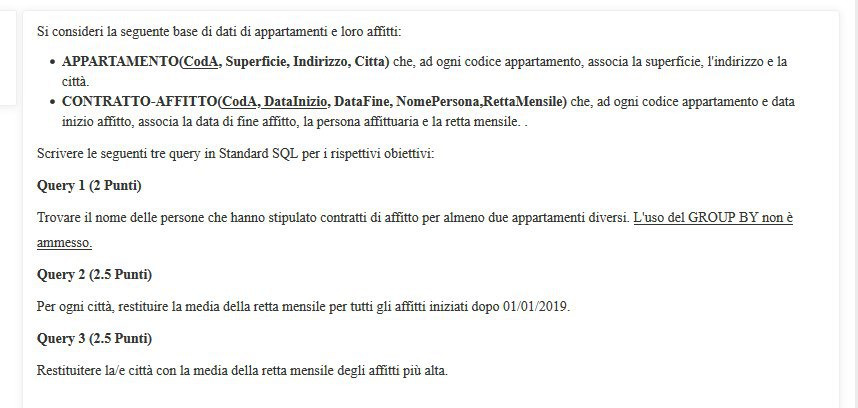 Si consideri la seguente base di dati di appartamenti e loro affitti:
• APPARTAMENTO(CodA, Superficie, Indirizzo, Citta) che, ad ogni codice appartamento, associa la superficie, l'indirizzo e la
città.
• CONTRATTO-AFFITTO(CodA, DataInizio, DataFine, NomePersona,RettaMensile) che, ad ogni codice appartamento e data
inizio affitto, associa la data di fine affitto, la persona affittuaria e la retta mensile. .
Scrivere le seguenti tre query in Standard SQL per i rispettivi obiettivi:
Query 1 (2 Punti)
Trovare il nome delle persone che hanno stipulato contratti di affitto per almeno due appartamenti diversi. L'uso del GROUP BY non è
ammesso.
Query 2 (2.5 Punti)
Per ogni città, restituire la media della retta mensile per tutti gli affitti iniziati dopo 01/01/2019.
Query 3 (2.5 Punti)
Restituitere la/e città con la media della retta mensile degli affitti più alta.